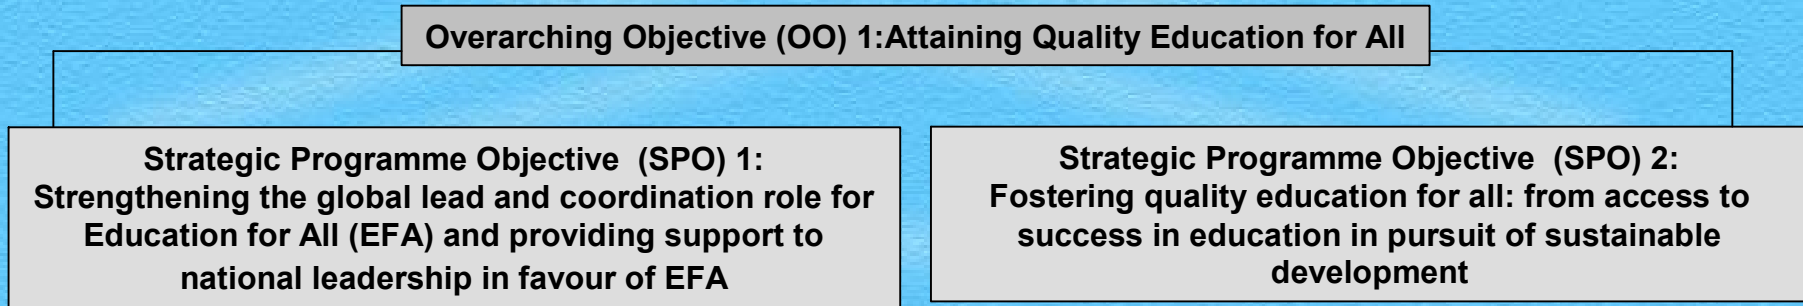 Overarching Objective (OO) 1:Attaining Quality Education for All
Strategic Programme Objective (SPO) 1:
Strengthening the global lead and coordination role for
Education for All (EFA) and providing support to
national leadership in favour of EFA
Strategic Programme Objective (SPO) 2:
Fostering quality education for all: from access to
success in education in pursuit of sustainable
development